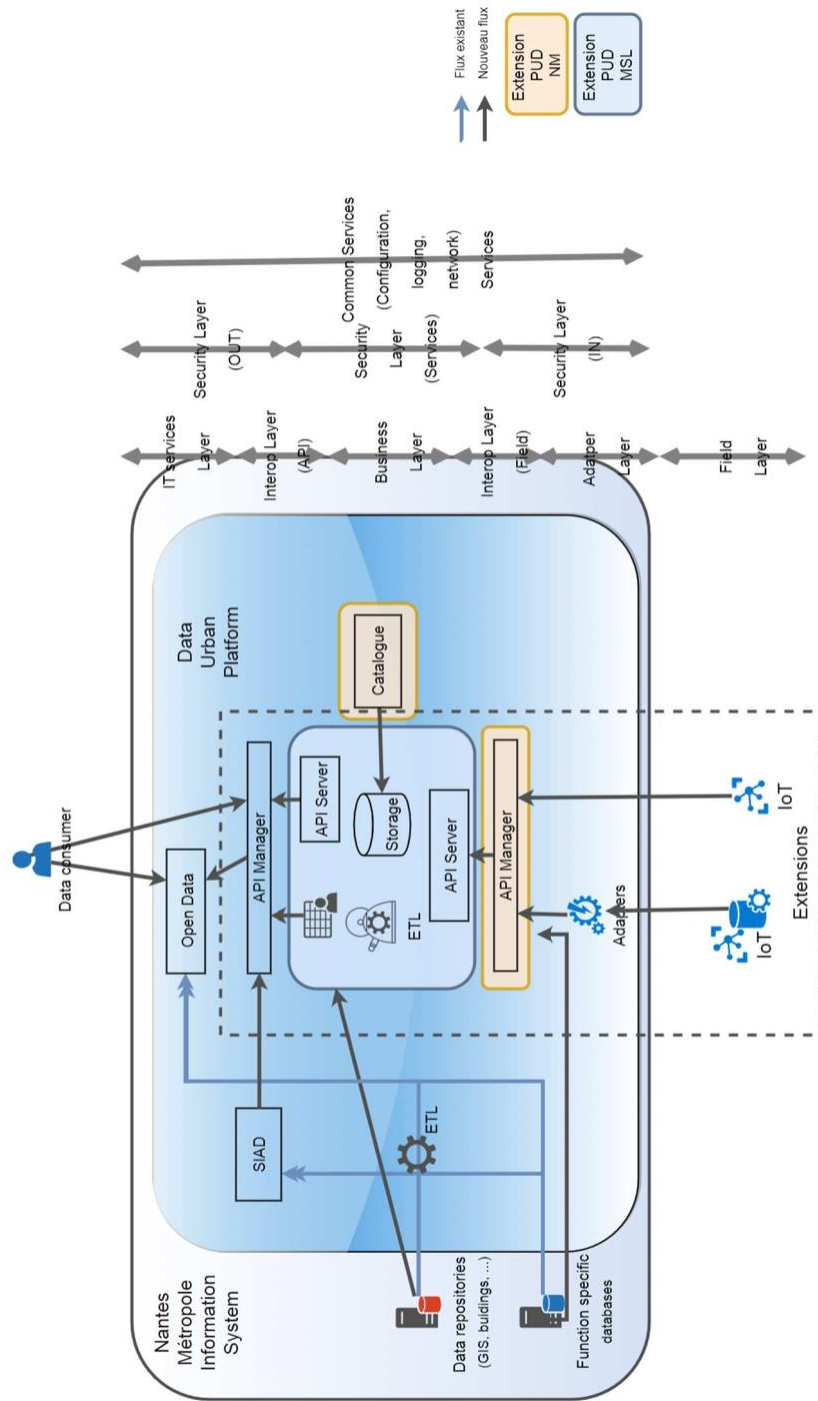 Nantes
Métropole
Information
System
Data consumer
Data
Urban
Platform
Open Data
SIAD
API Manager
API Server
Catalogue
Storage
ETL
ETL
API Server
API Manager
Data repositories
(GIS, buldings, ...)
Function specific
databases
Adapters
IoT
IoT
Extensions
IT services
Layer
Interop Layer
(API)
Business
Layer
Interop Layer
(Field)
Adatper
Layer
Field
Layer
Security Layer
(OUT)
Security
Layer
(Services)
Security Layer
(IN)
Common Services
(Configuration,
logging,
network)
Services
Flux existant
Nouveau flux
Extension
PUD
NM
Extension
PUD
MSL